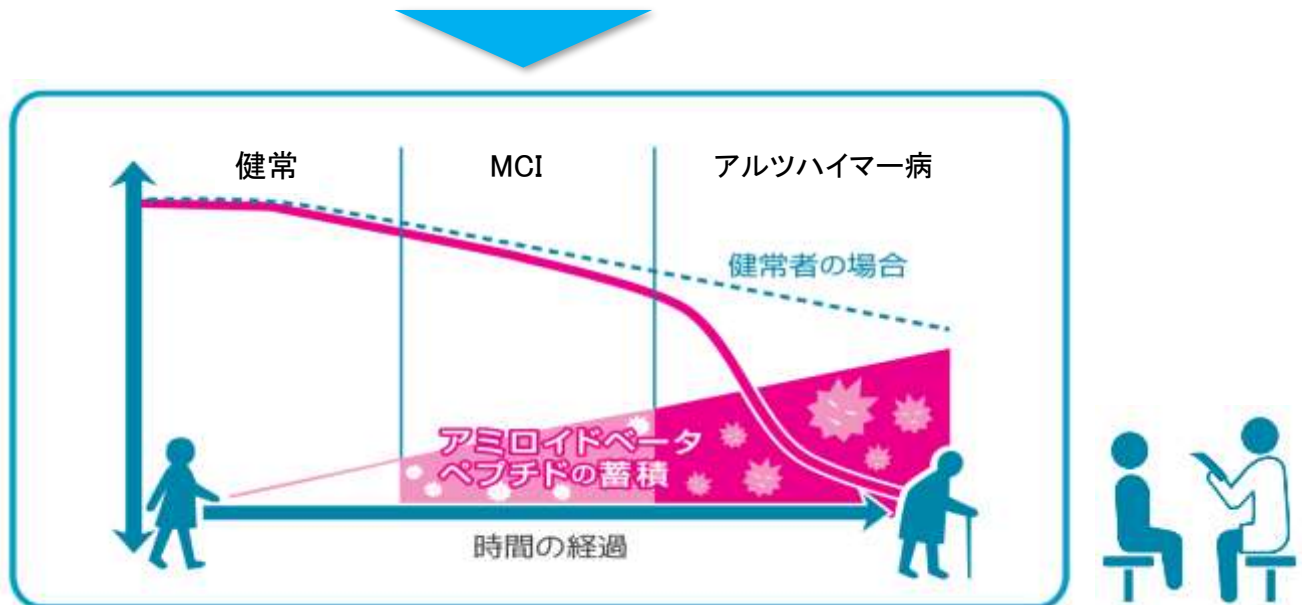 健常
MCI
アルツハイマー病
健常者の場合
アミロイドベータ
ペプチドの蓄積
時間の経過